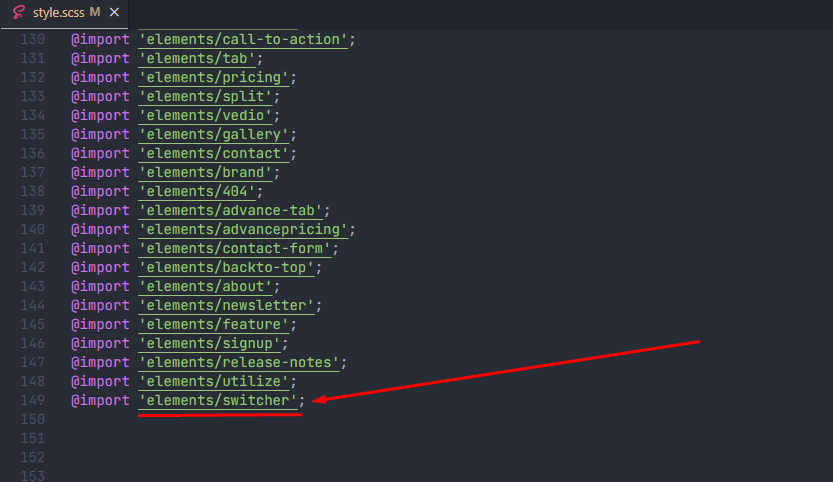 style.scss M ×
130 @import 'elements/call-to-action';
131 @import 'elements/tab';
132 @import 'elements/pricing';
133 @import 'elements/split';
134 @import 'elements/vedio';
135 @import 'elements/gallery';
136 @import 'elements/contact';
137 @import 'elements/brand';
138 @import 'elements/404';
139 @import 'elements/advance-tab';
140 @import 'elements/advancepricing';
141 @import 'elements/contact-form';
142 @import 'elements/backto-top';
143 @import 'elements/about';
144 @import 'elements/newsletter';
145 @import 'elements/feature';
146 @import 'elements/signup';
147 @import 'elements/release-notes';
148 @import 'elements/utilize';
149 @import 'elements/switcher';
150
151
152
153